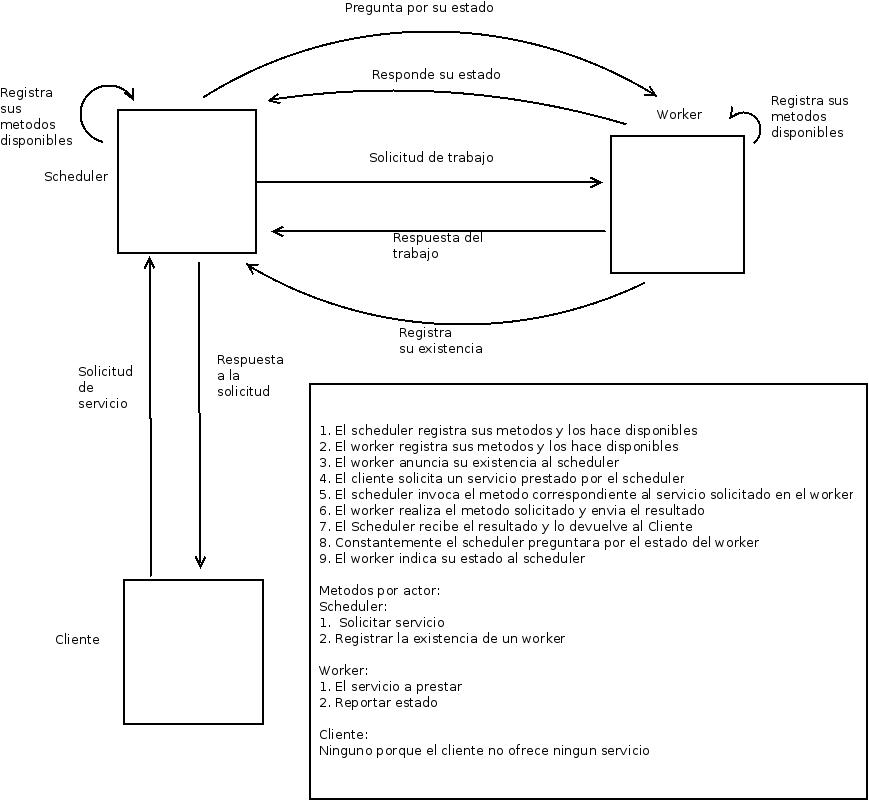 Pregunta por su estado
Responde su estado
Registra
sus
metodos
disponibles
Worker
Registra sus
metodos
disponibles
Scheduler
Solicitud de trabajo
Respuesta del
trabajo
Registra
su existencia
Solicitud
de
servicio
Respuesta
a la
solicitud
1. El scheduler registra sus metodos y los hace disponibles
2. El worker registra sus metodos y los hace disponibles
3. El worker anuncia su existencia al scheduler
4. El cliente solicita un servicio prestado por el scheduler
5. El scheduler invoca el metodo correspondiente al servicio solicitado en el worker
6. El worker realiza el metodo solicitado y envia el resultado
7. El Scheduler recibe el resultado y lo devuelve al Cliente
8. Constantemente el scheduler preguntara por el estado del worker
9. El worker indica su estado al scheduler
Metodos por actor:
Scheduler:
1. Solicitar servicio
2. Registrar la existencia de un worker
Worker:
1. El servicio a prestar
2. Reportar estado
Cliente:
Ninguno porque el cliente no ofrece ningun servicio
Cliente